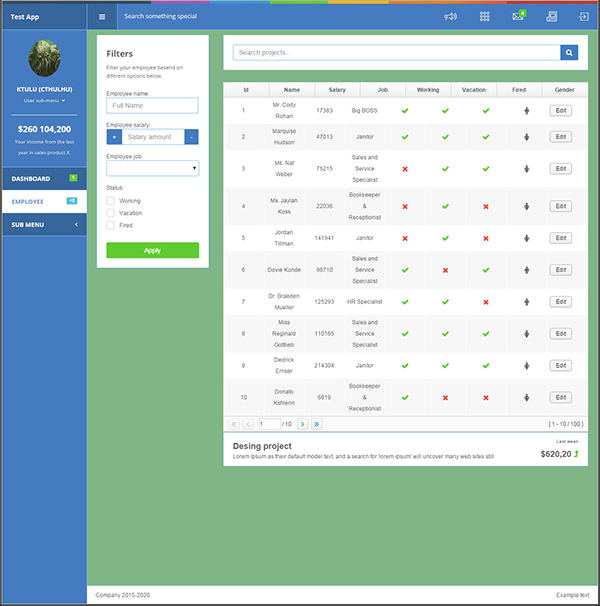 Test App
Search something special
4
KTULU (CTHULHU)
User sub-menu
$260 104,200
Your income from the last
year in sales product X.
DASHBOARD 1
EMPLOYEE +2
SUB MENU
Filters
Filter your employee basend on
diferent options below.
Employee name:
Full Name
Employee salary:
+ Salary amount -
Employee job:
Status:
Working
Vacation
Fired
Apply
Search projects..
Id Name Salary Job Working Vacation Fired Gender
1 Mr. Cody Rohan 17383 Big BOSS Edit
2 Marquise Hudson 47013 Janitor Edit
3 Ms. Nat Weber 75215 Sales and Service Specialist Edit
4 Ms. Jaylan Koss 22036 Bookkeeper & Receptionist Edit
5 Jordan Tillman 141941 Janitor Edit
6 Dovie Kunde 98710 Sales and Service Specialist Edit
7 Dr. Braeden Mueller 125293 HR Specialist Edit
8 Miss Reginald Gottlieb 110165 Sales and Service Specialist Edit
9 Dedrick Ernser 214304 Janitor Edit
10 Donato Kshlerin 6819 Bookkeeper & Receptionist Edit
1 / 10 [ 1 - 10 / 100 ]
Desing project
Lorem Ipsum as their default model text, and a search for 'lorem ipsum' will uncover many web sites still
Last week
$620,20
Company 2015-2020
Example text